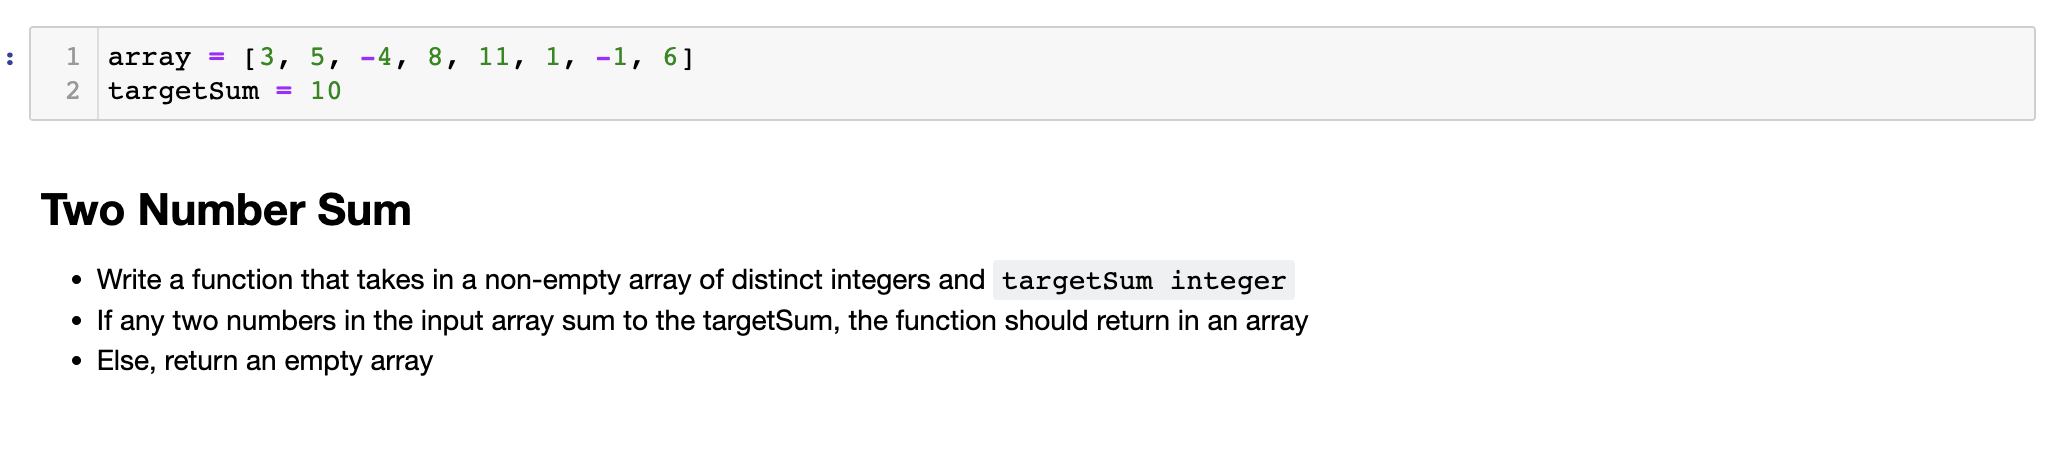 :
1 array = [3, 5, -4, 8, 11, 1, -1, 6]
2 targetSum = 10
Two Number Sum
• Write a function that takes in a non-empty array of distinct integers and targetSum integer
• If any two numbers in the input array sum to the targetSum, the function should return in an array
• Else, return an empty array